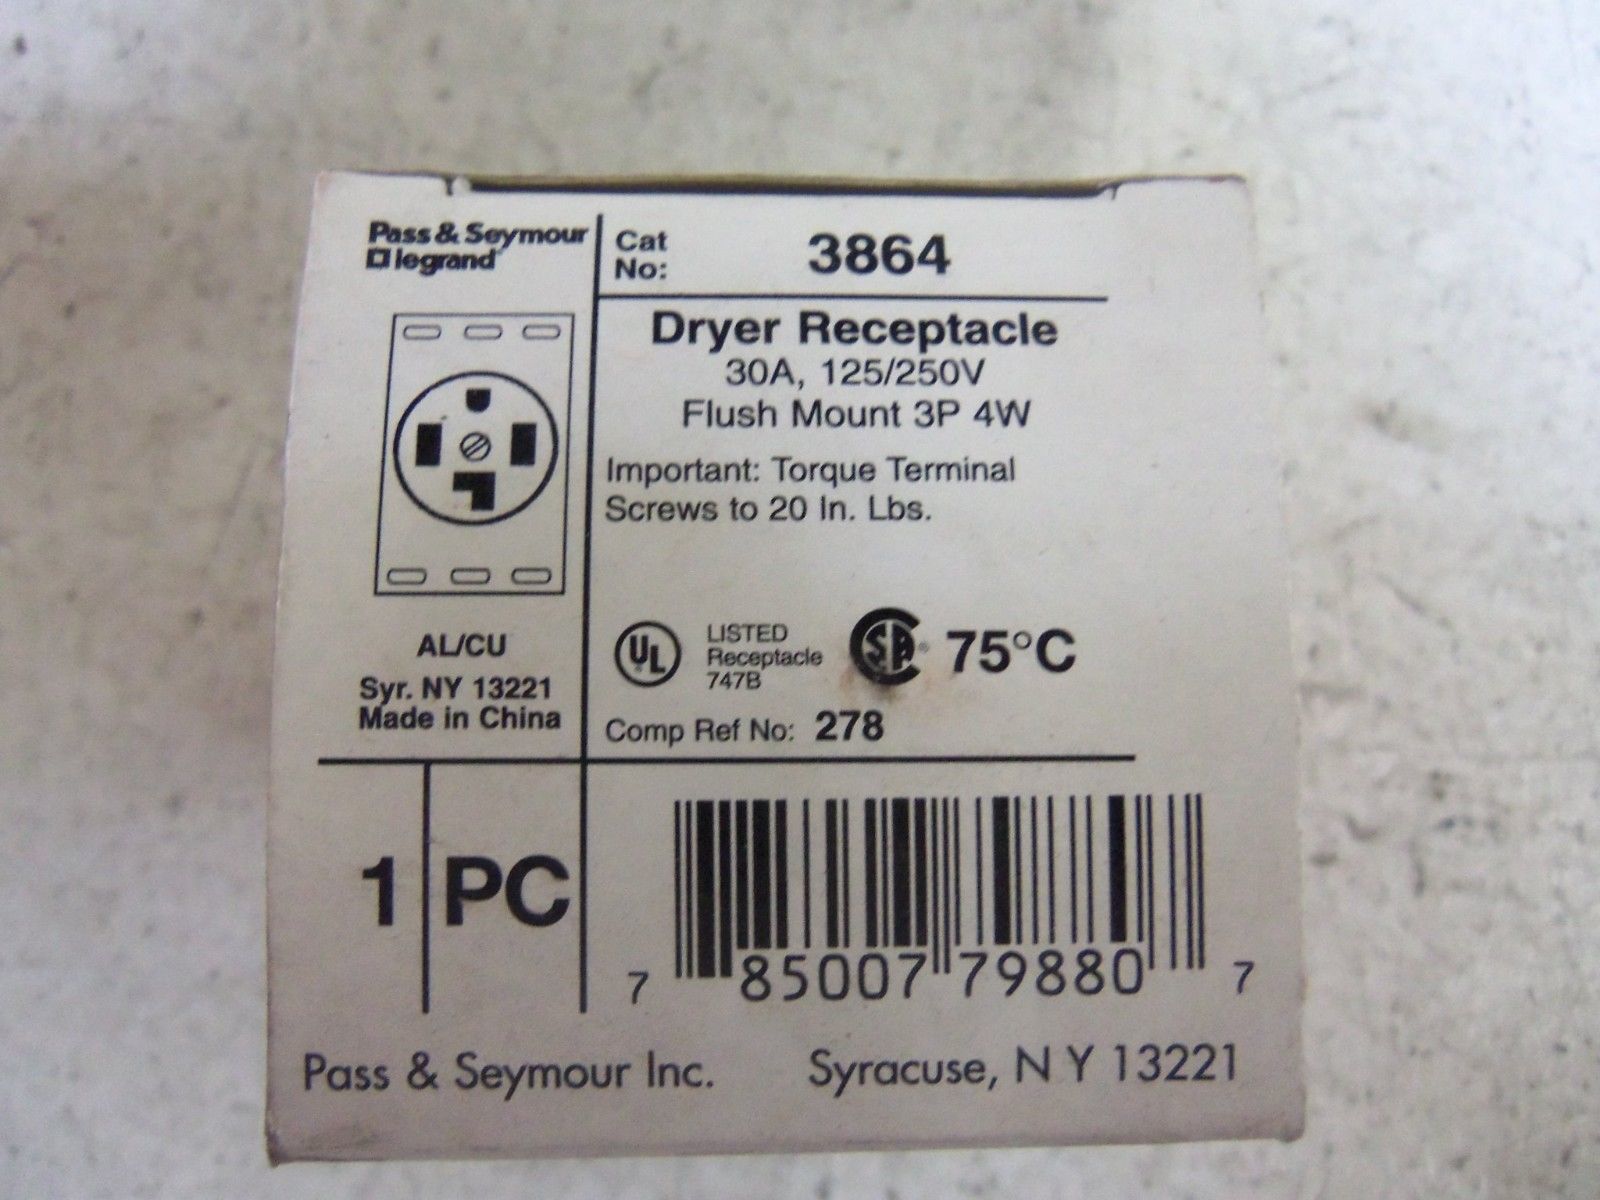 Pass & Seymour
legrand
Cat
No:
3864
Dryer Receptacle
30A, 125/250V
Flush Mount 3P 4W
Important: Torque Terminal
Screws to 20 In. Lbs.
AL/CU
Syr. NY 13221
Made in China
UL
LISTED
Receptacle
747B
SA
75°C
Comp Ref No: 278
1 PC
7 85007 79880 7
Pass & Seymour Inc. Syracuse, N Y 13221